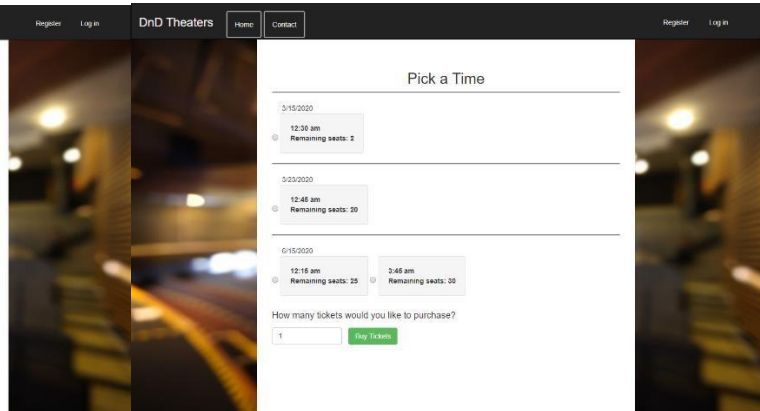 Register Log in
DnD Theaters Home Contact Register Log in
Pick a Time
3/15/2020
12:30 am
Remaining seats: 2
3/23/2020
12:45 am
Remaining seats: 20
6/15/2020
12:15 am 3:45 am
Remaining seats: 25 Remaining seats: 30
How many tickets would you like to purchase?
1 Buy Tickets